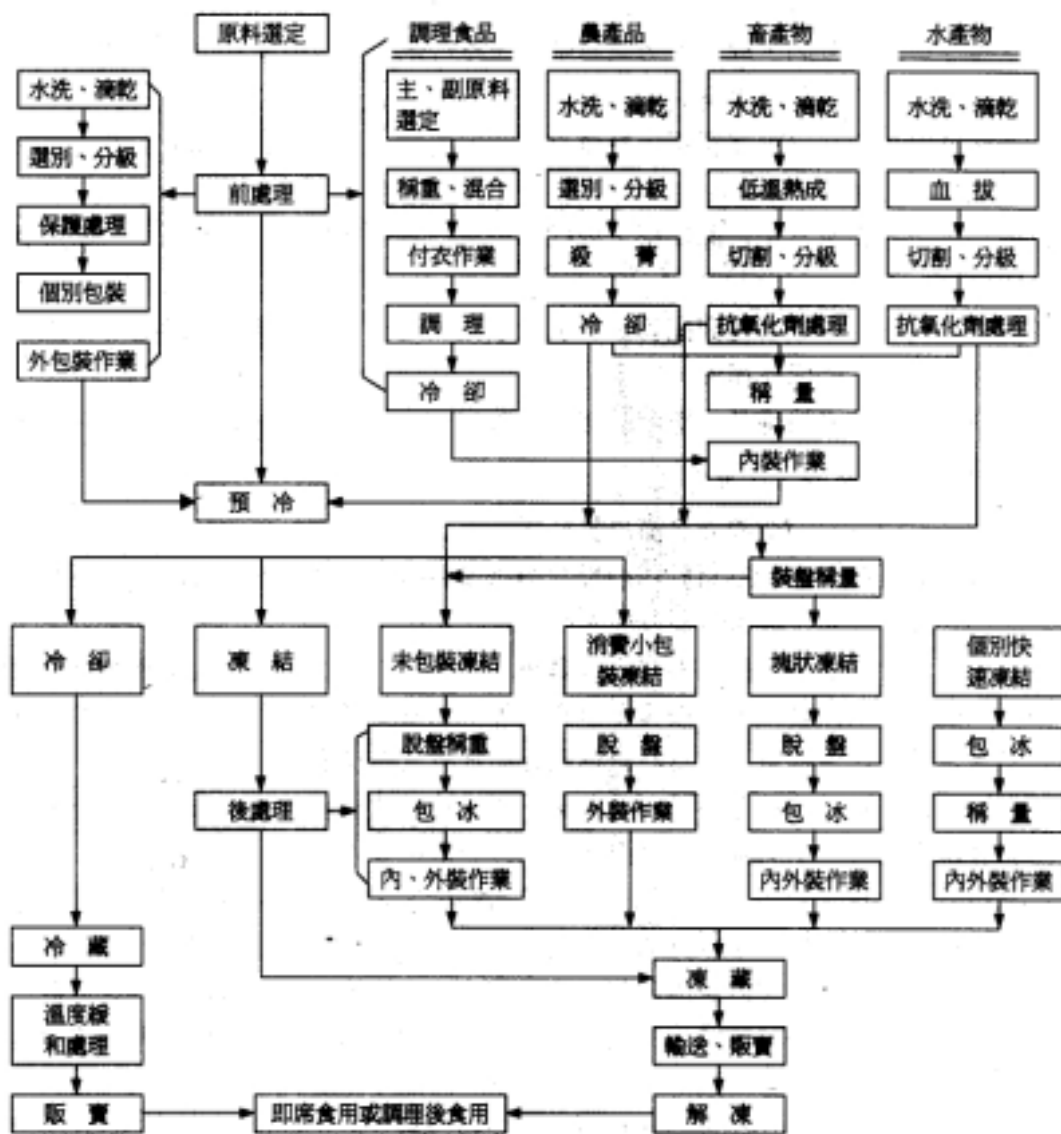 原料選定
調理食品
農產品
畜產物
水產物
水洗、滴乾
主、副原料
選定
水洗、滴乾
水洗、滴乾
水洗、滴乾
選別、分級
前處理
稱重、混合
選別、分級
低溫熟成
血 拔
保護處理
付衣作業
殺 菁
切割、分級
切割、分級
個別包裝
調 理
冷 卻
抗氧化劑處理
抗氧化劑處理
外包裝作業
冷 卻
稱 量
內裝作業
預 冷
裝盤稱量
冷 卻
凍 結
未包裝凍結
消費小包
裝凍結
塊狀凍結
個別快
速凍結
脫盤稱重
脫 盤
脫 盤
包 冰
後處理
包 冰
外裝作業
包 冰
稱 量
內、外裝作業
內外裝作業
內外裝作業
冷 藏
凍 藏
溫度緩
和處理
輸送、販賣
販 賣
即席食用或調理後食用
解 凍